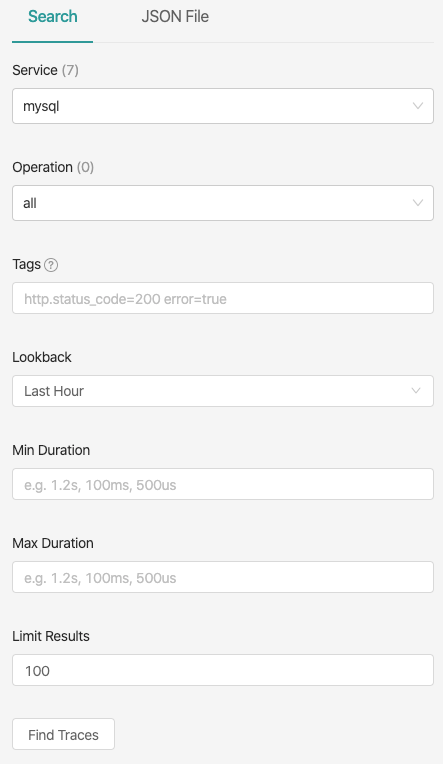 Search JSON File
Service (7)
mysql
Operation (0)
all
Tags ?
http.status_code=200 error=true
Lookback
Last Hour
Min Duration
e.g. 1.2s, 100ms, 500us
Max Duration
e.g. 1.2s, 100ms, 500us
Limit Results
100
Find Traces